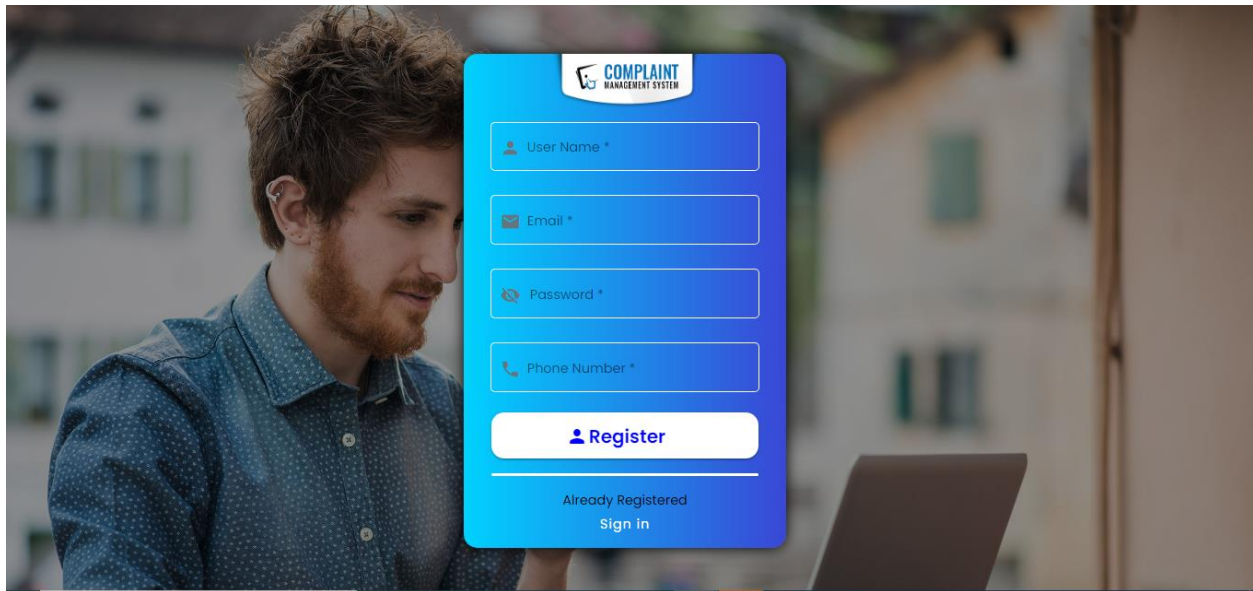 COMPLAINT
MANAGEMENT SYSTEM
User Name *
Email *
Password *
Phone Number *
Register
Already Registered
Sign in